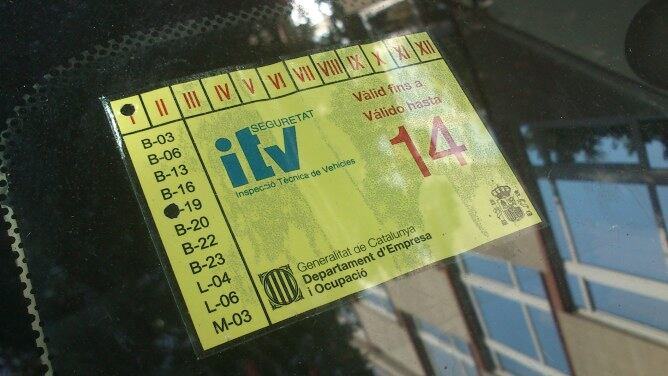 I II III IV V VI VII VIII IX X XI XII
B-03
B-06
B-13
B-16
-19
B-20
B-22
B-23
L-04
L-06
M-03
SEGURETAT
itv
Inspecció Tècnica de Vehicles
Vàlid fins a
Válido hasta
14
Generalitat de Catalunya
Departament d'Empresa
i Ocupació